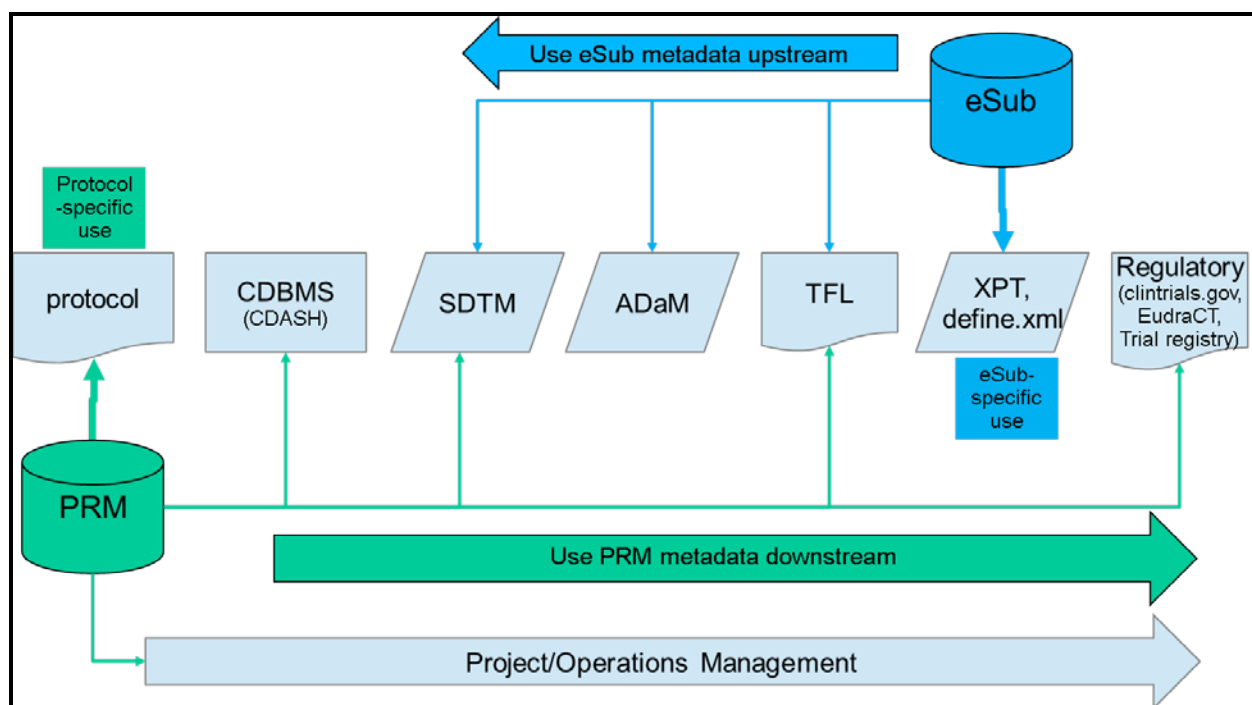 Use eSub metadata upstream
eSub
Protocol
-specific
use
protocol
CDBMS
(CDASH)
SDTM
ADaM
TFL
XPT,
define.xml
Regulatory
(clintrials.gov,
EudraCT,
Trial registry)
eSub-
specific
use
PRM
Use PRM metadata downstream
Project/Operations Management